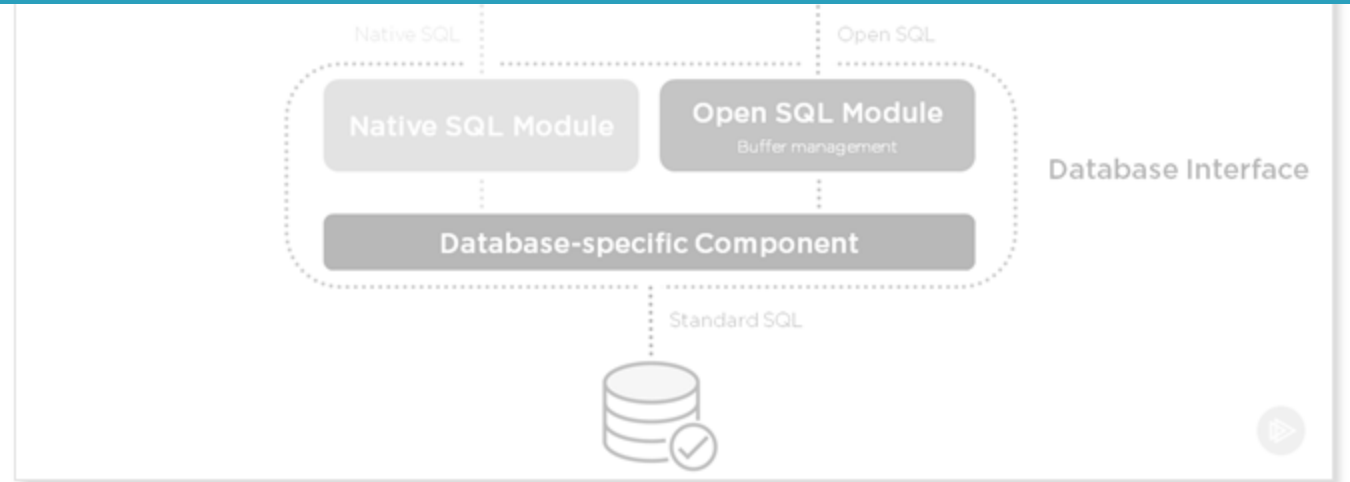 Native SQL
Open SQL
Native SQL Module
Open SQL Module
Buffer management
Database Interface
Database-specific Component
Standard SQL